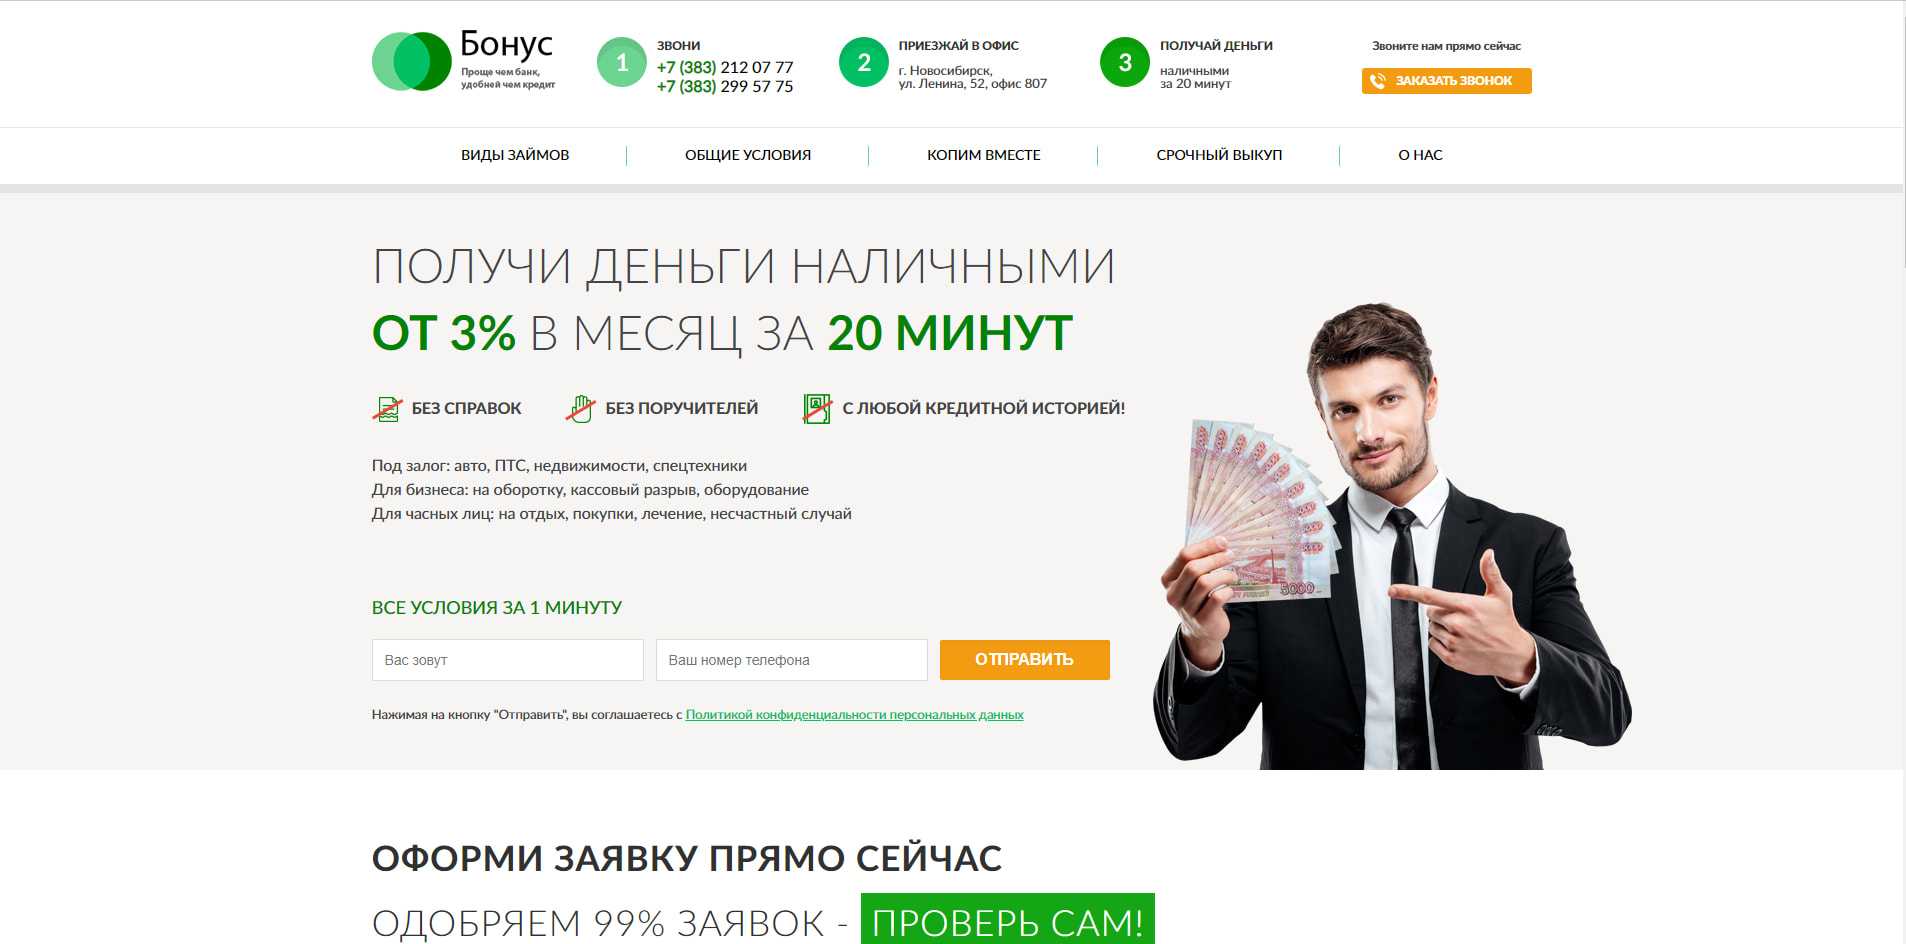 Бонус
Проще чем банк,
удобней чем кредит
1
ЗВОНИ
+7 (383) 212 07 77
+7 (383) 299 57 75
2
ПРИЕЗЖАЙ В ОФИС
г. Новосибирск,
ул. Ленина, 52, офис 807
3
ПОЛУЧАЙ ДЕНЬГИ
наличными
за 20 минут
Звоните нам прямо сейчас
ЗАКАЗАТЬ ЗВОНОК
ВИДЫ ЗАЙМОВ
ОБЩИЕ УСЛОВИЯ
КОПИМ ВМЕСТЕ
СРОЧНЫЙ ВЫКУП
О НАС
ПОЛУЧИ ДЕНЬГИ НАЛИЧНЫМИ
ОТ 3% В МЕСЯЦ ЗА 20 МИНУТ
БЕЗ СПРАВОК
БЕЗ ПОРУЧИТЕЛЕЙ
С ЛЮБОЙ КРЕДИТНОЙ ИСТОРИЕЙ!
Под залог: авто, ПТС, недвижимости, спецтехники
Для бизнеса: на оборотку, кассовый разрыв, оборудование
Для часных лиц: на отдых, покупки, лечение, несчастный случай
5000
ВСЕ УСЛОВИЯ ЗА 1 МИНУТУ
Вас зовут
Ваш номер телефона
ОТПРАВИТЬ
Нажимая на кнопку "Отправить", вы соглашаетесь с Политикой конфиденциальности персональных данных
ОФОРМИ ЗАЯВКУ ПРЯМО СЕЙЧАС
ОДОБРЯЕМ 99% ЗАЯВОК - ПРОВЕРЬ САМ!